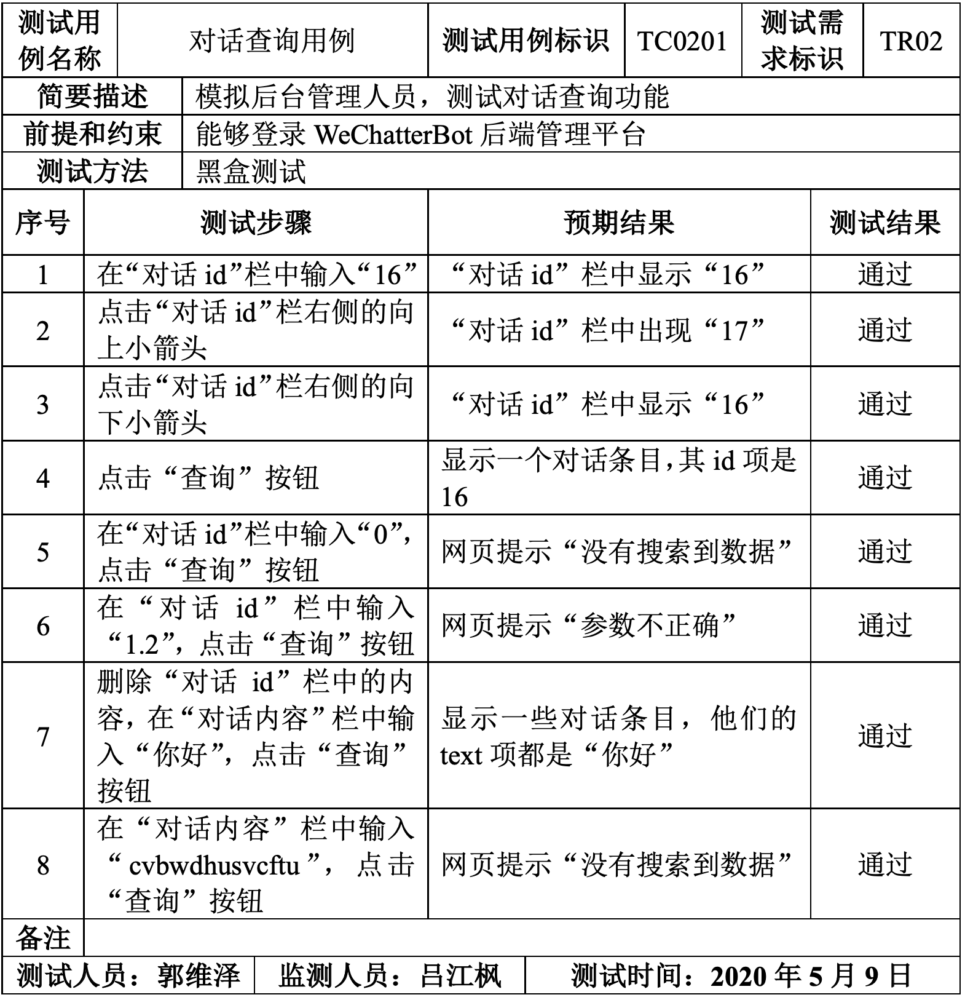 测试用
例名称
对话查询用例
测试用例标识
TC0201
测试需
求标识
TR02
简要描述
模拟后台管理人员，测试对话查询功能
前提和约束
能够登录 WeChatterBot 后端管理平台
测试方法
黑盒测试
序号
测试步骤
预期结果
测试结果
1
在“对话 id”栏中输入“16”
“对话 id”栏中显示“16”
通过
2
点击“对话 id”栏右侧的向
上小箭头
“对话 id”栏中出现“17”
通过
3
点击“对话 id”栏右侧的向
下小箭头
“对话 id”栏中显示“16”
通过
4
点击“查询”按钮
显示一个对话条目，其 id 项是
16
通过
5
在“对话 id”栏中输入“0”，
点击“查询”按钮
网页提示“没有搜索到数据”
通过
6
在“对话 id”栏中输入
“1.2”，点击“查询”按钮
网页提示“参数不正确”
通过
7
删除“对话 id”栏中的内
容，在“对话内容”栏中输
入“你好”，点击“查询”
按钮
显示一些对话条目，他们的
text 项都是“你好”
通过
8
在“对话内容”栏中输入
“cvbwdhusvcftu”，点击
“查询”按钮
网页提示“没有搜索到数据”
通过
备注
测试人员：郭维泽
监测人员：吕江枫
测试时间：2020 年 5 月 9 日